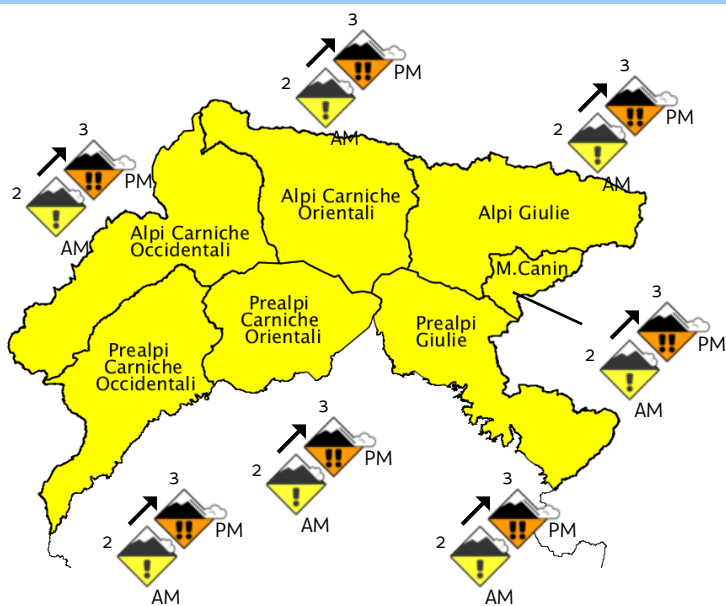 3
2
PM
AM
3
2
PM
AM
3
2
PM
AM
Alpi Carniche
Orientali
Alpi Giulie
Alpi Carniche
Occidentali
M.Canin
Prealpi
Carniche
Orientali
Prealpi
Giulie
Prealpi
Carniche
Occidentali
3
2
PM
AM
3
2
PM
AM
3
2
PM
AM
3
2
PM
AM